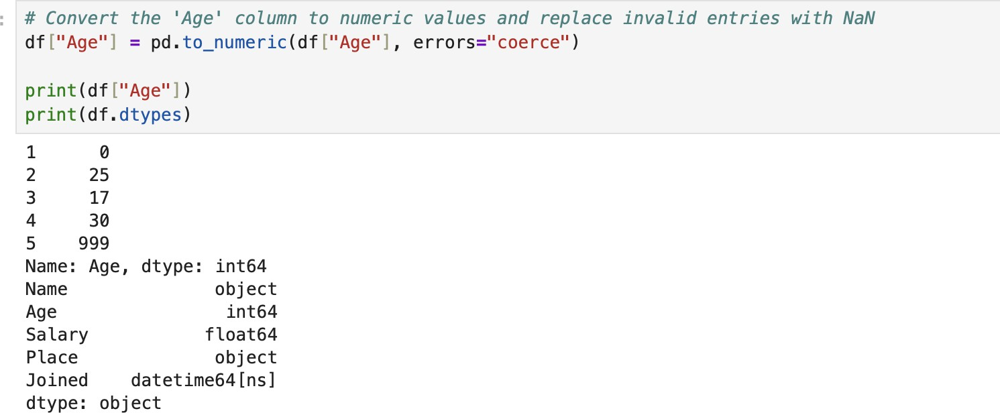 # Convert the 'Age' column to numeric values and replace invalid entries with NaN
df["Age"] = pd.to_numeric(df["Age"], errors="coerce")
print(df["Age"])
print(df.dtypes)
1      0
2     25
3     17
4     30
5    999
Name: Age, dtype: int64
Name              object
Age                int64
Salary           float64
Place             object
Joined    datetime64[ns]
dtype: object